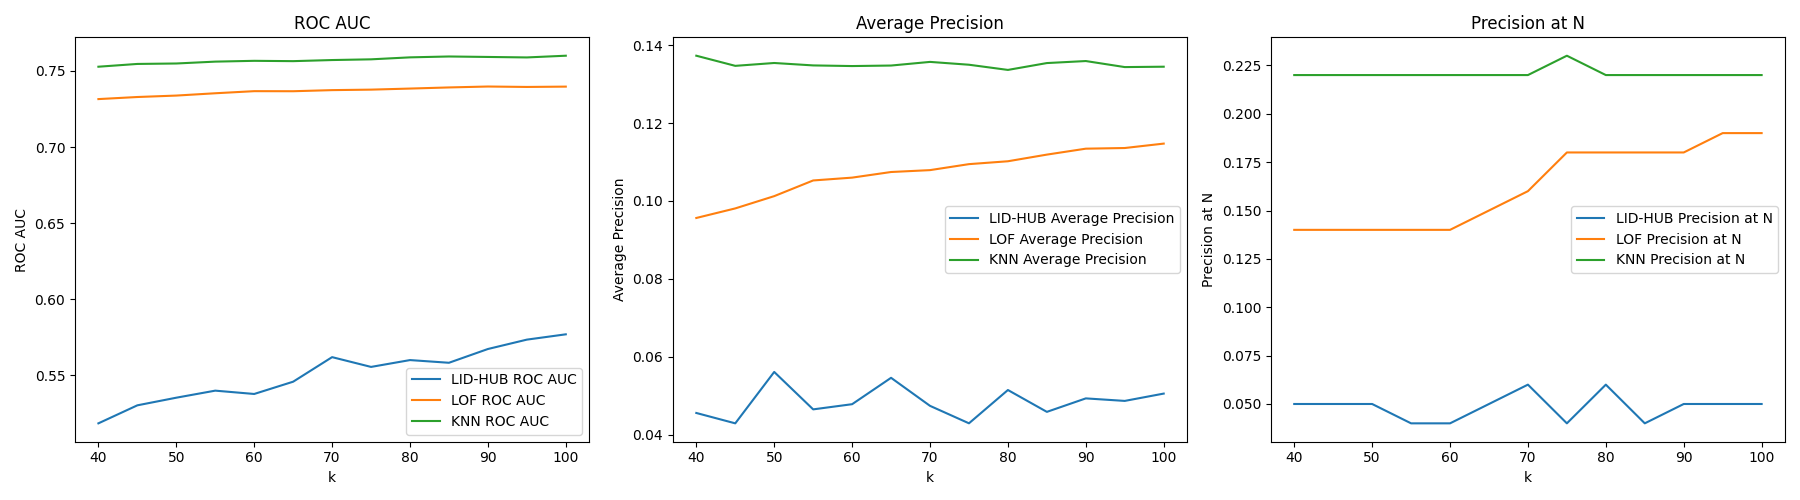 ROC AUC
ROC AUC
0.75
0.70
0.65
0.60
0.55
LID-HUB ROC AUC
LOF ROC AUC
KNN ROC AUC
40 50 60 70 80 90 100
k
Average Precision
Average Precision
0.14
0.12
0.10
0.08
0.06
0.04
LID-HUB Average Precision
LOF Average Precision
KNN Average Precision
40 50 60 70 80 90 100
k
Precision at N
Precision at N
0.225
0.200
0.175
0.150
0.125
0.100
0.075
0.050
LID-HUB Precision at N
LOF Precision at N
KNN Precision at N
40 50 60 70 80 90 100
k